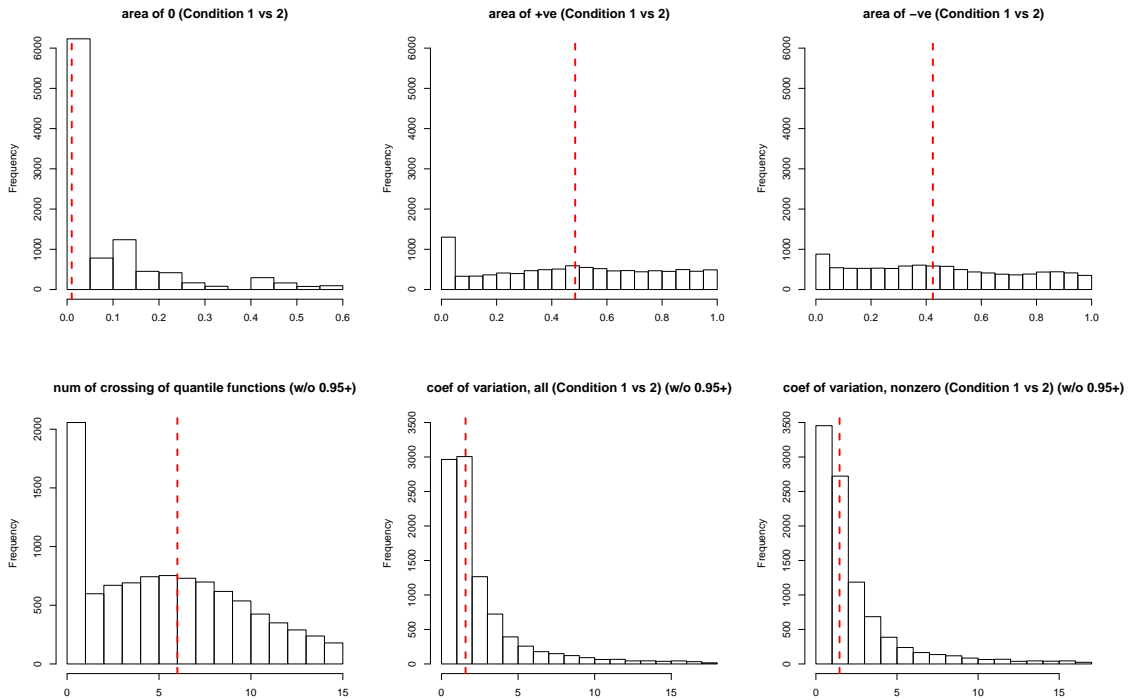 area of 0 (Condition 1 vs 2)
Frequency
0 1000 2000 3000 4000 5000 6000
0.0 0.1 0.2 0.3 0.4 0.5 0.6
area of +ve (Condition 1 vs 2)
Frequency
0 1000 2000 3000 4000 5000 6000
0.0 0.2 0.4 0.6 0.8 1.0
area of −ve (Condition 1 vs 2)
Frequency
0 1000 2000 3000 4000 5000 6000
0.0 0.2 0.4 0.6 0.8 1.0
num of crossing of quantile functions (w/o 0.95+)
Frequency
0 500 1000 1500 2000
0 5 10 15
coef of variation, all (Condition 1 vs 2) (w/o 0.95+)
Frequency
0 500 1000 1500 2000 2500 3000 3500
0 5 10 15
coef of variation, nonzero (Condition 1 vs 2) (w/o 0.95+)
Frequency
0 500 1000 1500 2000 2500 3000 3500
0 5 10 15